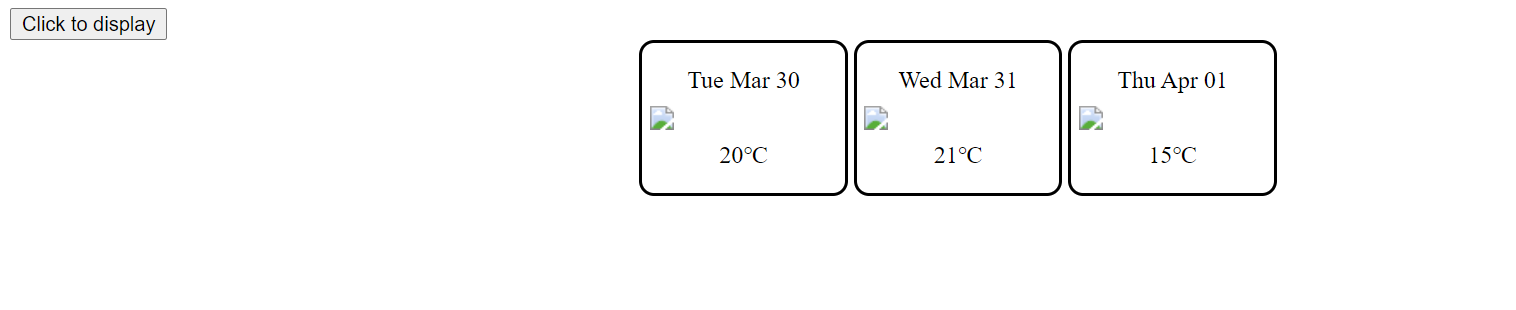 Click to display
Tue Mar 30
Wed Mar 31
Thu Apr 01
20℃
21℃
15℃